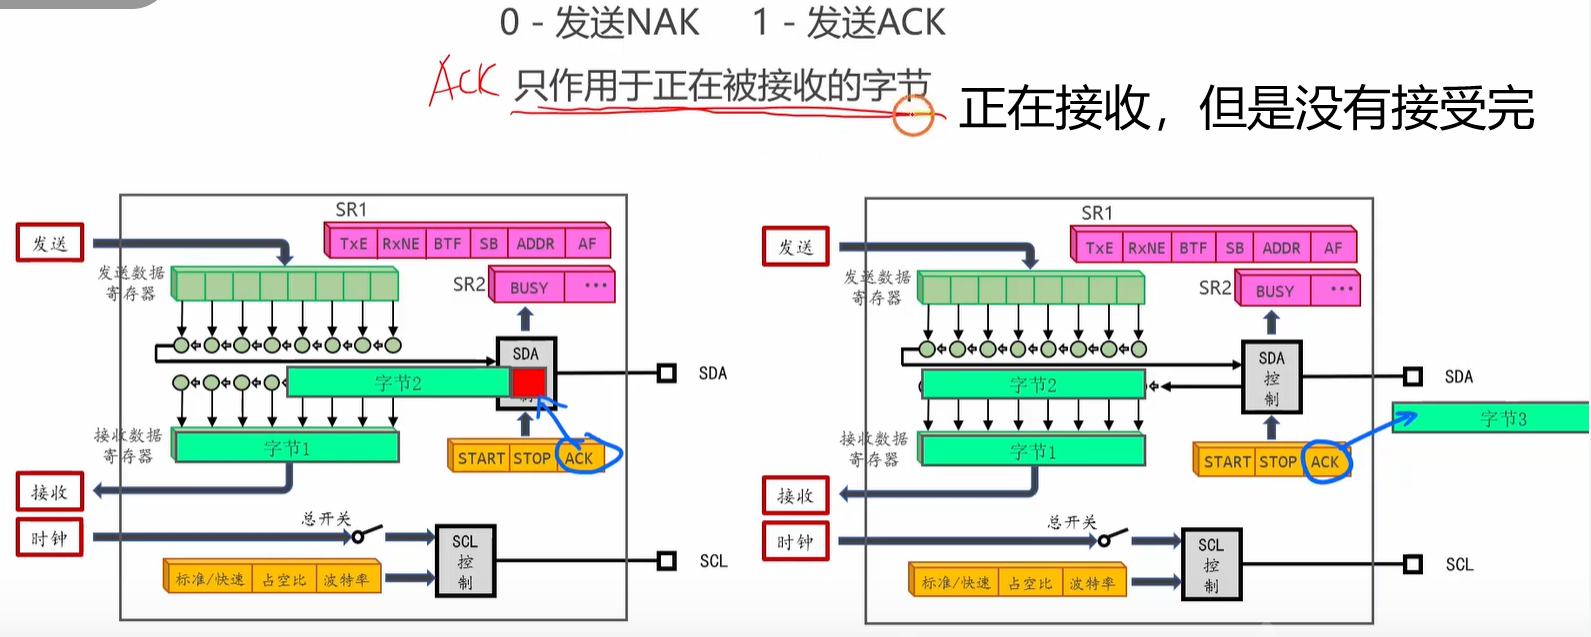 0 - 发送NAK 1 - 发送ACK
ACK 只作用于正在被接收的字节
正在接收，但是没有接受完
SR1
TxE RxNE BTF SB ADDR AF
SR2 BUSY ···
发送
发送数据
寄存器
SDA
控
制
SDA
字节2
接收数据
寄存器
字节1
START STOP ACK
接收
时钟
总开关
SCL
控
制
SCL
标准/快速 占空比 波特率
SR1
TxE RxNE BTF SB ADDR AF
SR2 BUSY ···
发送
发送数据
寄存器
SDA
控
制
SDA
字节2
字节3
接收数据
寄存器
字节1
START STOP ACK
接收
时钟
总开关
SCL
控
制
SCL
标准/快速 占空比 波特率